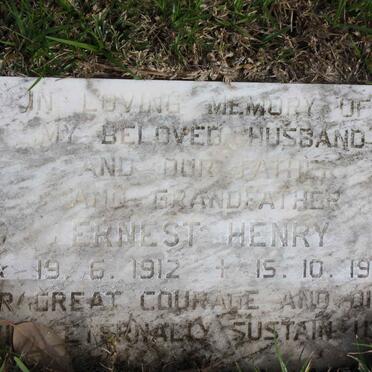 IN LOVING MEMORY OF
MY BELOVED HUSBAND
AND OUR FATHER
AND GRANDFATHER
ERNEST HENRY
* 19. 6. 1912 + 15. 10. 19
GREAT COURAGE AND
ETERNALLY SUSTAIN